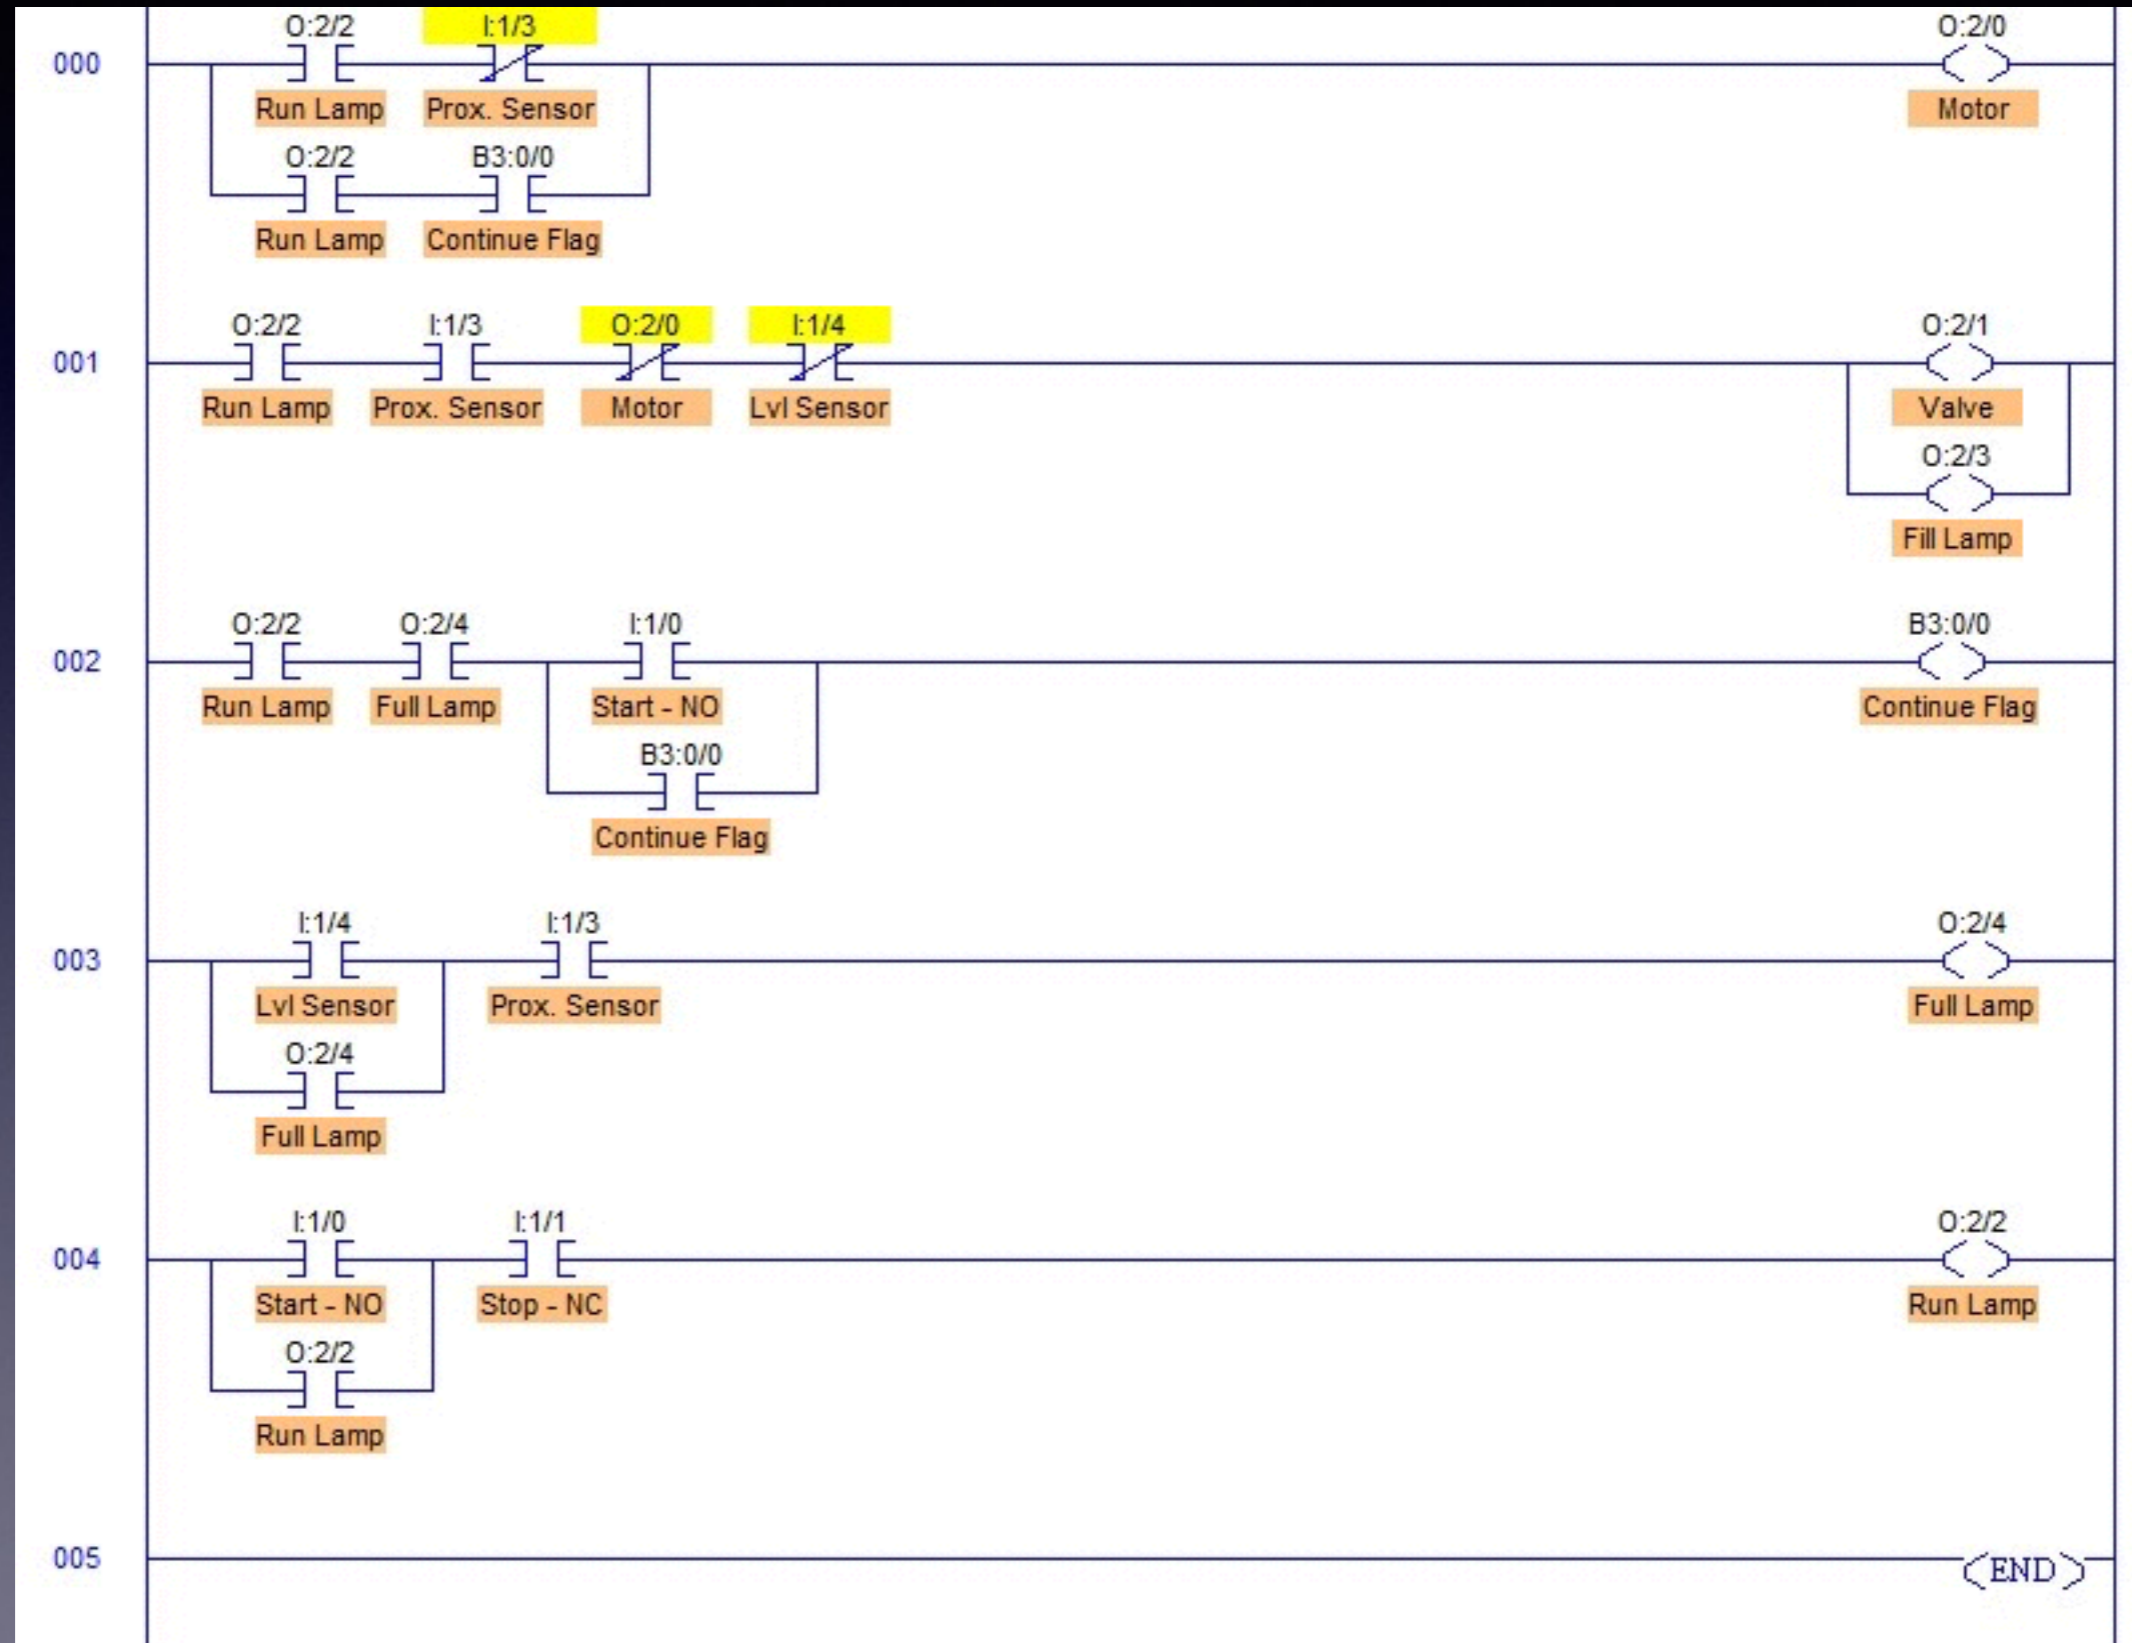 O:2/2 I:1/3 O:2/0
000
Run Lamp Prox. Sensor Motor
O:2/2 B3:0/0
Run Lamp Continue Flag
O:2/2 I:1/3 O:2/0 I:1/4 O:2/1
001
Run Lamp Prox. Sensor Motor Lvl Sensor Valve
O:2/3
Fill Lamp
O:2/2 O:2/4 I:1/0 B3:0/0
002
Run Lamp Full Lamp Start - NO Continue Flag
B3:0/0
Continue Flag
I:1/4 I:1/3 O:2/4
003
Lvl Sensor Prox. Sensor Full Lamp
O:2/4
Full Lamp
I:1/0 I:1/1 O:2/2
004
Start - NO Stop - NC Run Lamp
O:2/2
Run Lamp
005 END